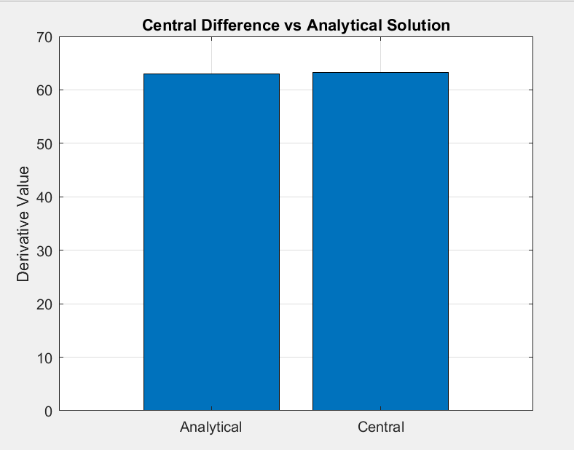 Central Difference vs Analytical Solution
70
60
50
40
30
20
10
0
Derivative Value
Analytical
Central